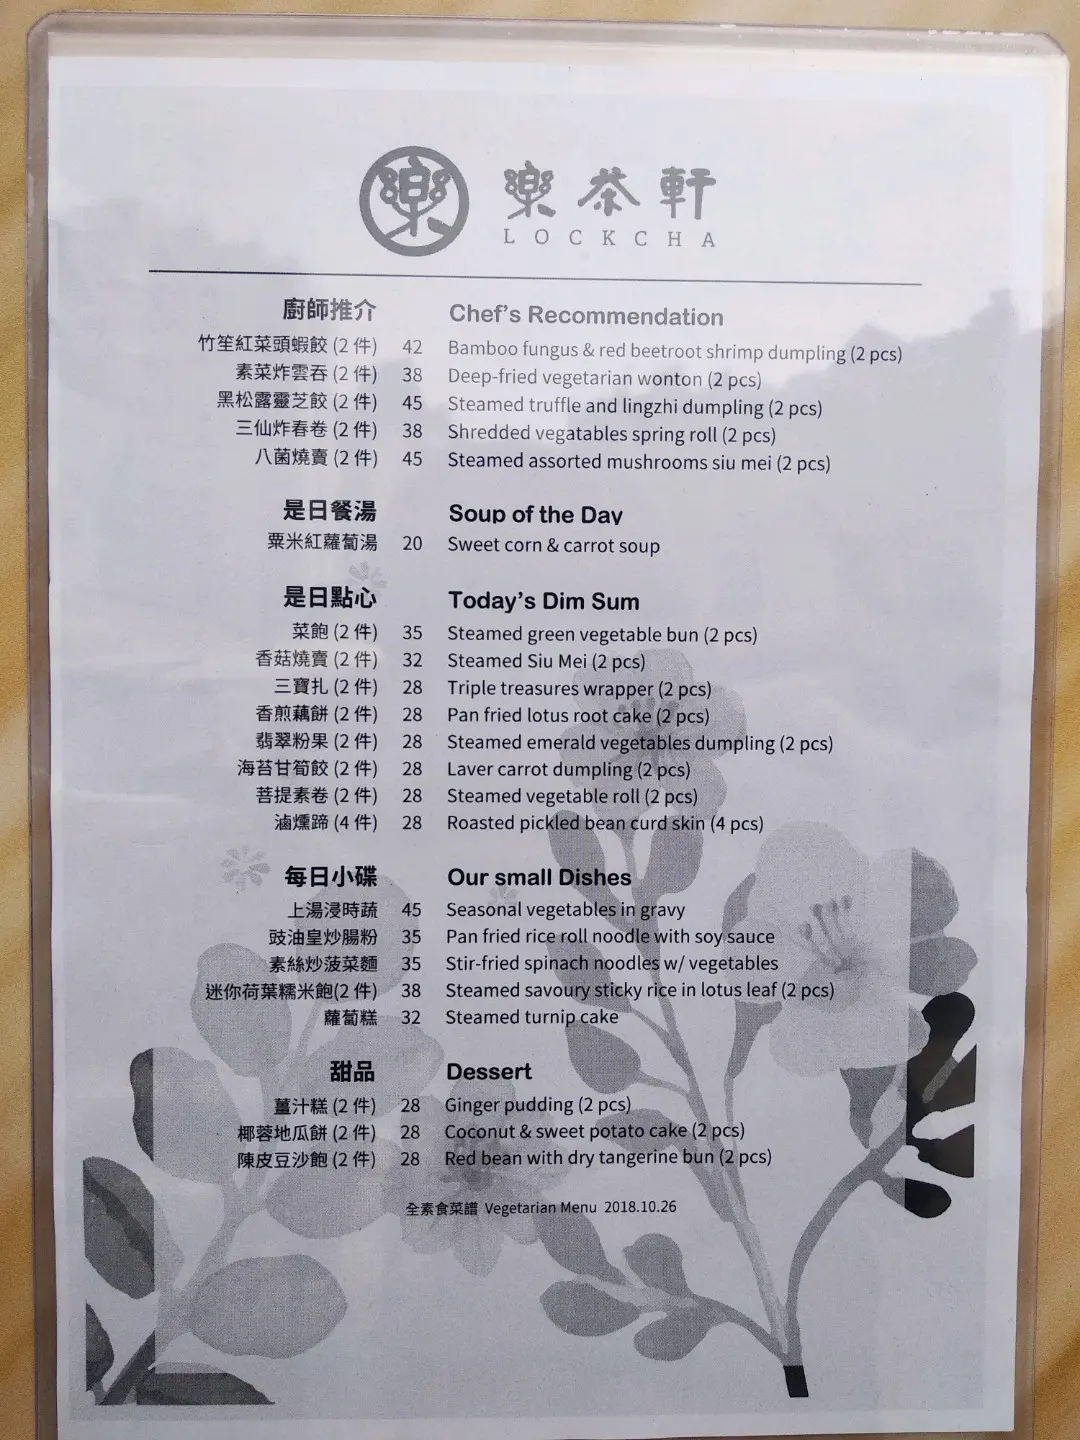 樂 樂茶軒
LOCKCHA
廚師推介 Chef's Recommendation
竹笙紅菜頭蝦餃 (2 件) 42 Bamboo fungus & red beetroot shrimp dumpling (2 pcs)
素菜炸雲吞 (2 件) 38 Deep-fried vegetarian wonton (2 pcs)
黑松露靈芝餃 (2 件) 45 Steamed truffle and lingzhi dumpling (2 pcs)
三仙炸春卷 (2 件) 38 Shredded vegatables spring roll (2 pcs)
八菌燒賣 (2 件) 45 Steamed assorted mushrooms siu mei (2 pcs)
是日餐湯 Soup of the Day
粟米紅蘿蔔湯 20 Sweet corn & carrot soup
是日點心 Today's Dim Sum
菜飽 (2 件) 35 Steamed green vegetable bun (2 pcs)
香菇燒賣 (2 件) 32 Steamed Siu Mei (2 pcs)
三寶扎 (2 件) 28 Triple treasures wrapper (2 pcs)
香煎藕餅 (2 件) 28 Pan fried lotus root cake (2 pcs)
翡翠粉果 (2 件) 28 Steamed emerald vegetables dumpling (2 pcs)
海苔甘筍餃 (2 件) 28 Laver carrot dumpling (2 pcs)
菩提素卷 (2 件) 28 Steamed vegetable roll (2 pcs)
滷燻蹄 (4 件) 28 Roasted pickled bean curd skin (4 pcs)
每日小碟 Our small Dishes
上湯浸時蔬 45 Seasonal vegetables in gravy
豉油皇炒腸粉 35 Pan fried rice roll noodle with soy sauce
素絲炒菠菜麵 35 Stir-fried spinach noodles w/ vegetables
迷你荷葉糯米飽(2 件) 38 Steamed savoury sticky rice in lotus leaf (2 pcs)
蘿蔔糕 32 Steamed turnip cake
甜品 Dessert
薑汁糕 (2 件) 28 Ginger pudding (2 pcs)
椰蓉地瓜餅 (2 件) 28 Coconut & sweet potato cake (2 pcs)
陳皮豆沙飽 (2 件) 28 Red bean with dry tangerine bun (2 pcs)
全素食菜譜 Vegetarian Menu 2018.10.26